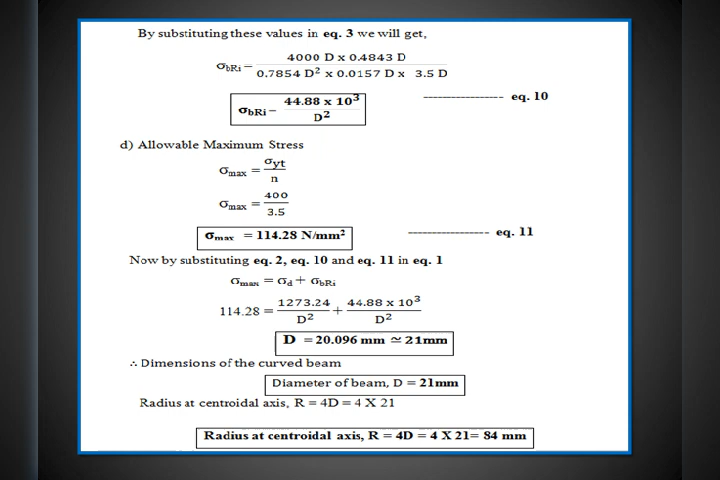 By substituting these values in eq. 3 we will get,
σbRi = 4000 D x 0.4843 D / 0.7854 D² x 0.0157 D x 3.5 D
σbRi = 44.88 x 10³ / D² ---------------- eq. 10
d) Allowable Maximum Stress
σmax = σyt / n
σmax = 400 / 3.5
σmax = 114.28 N/mm² ---------------- eq. 11
Now by substituting eq. 2, eq. 10 and eq. 11 in eq. 1
σmax = σd + σbRi
114.28 = 1273.24 / D² + 44.88 x 10³ / D²
D = 20.096 mm ≃ 21mm
∴ Dimensions of the curved beam
Diameter of beam, D = 21mm
Radius at centroidal axis, R = 4D = 4 X 21
Radius at centroidal axis, R = 4D = 4 X 21= 84 mm